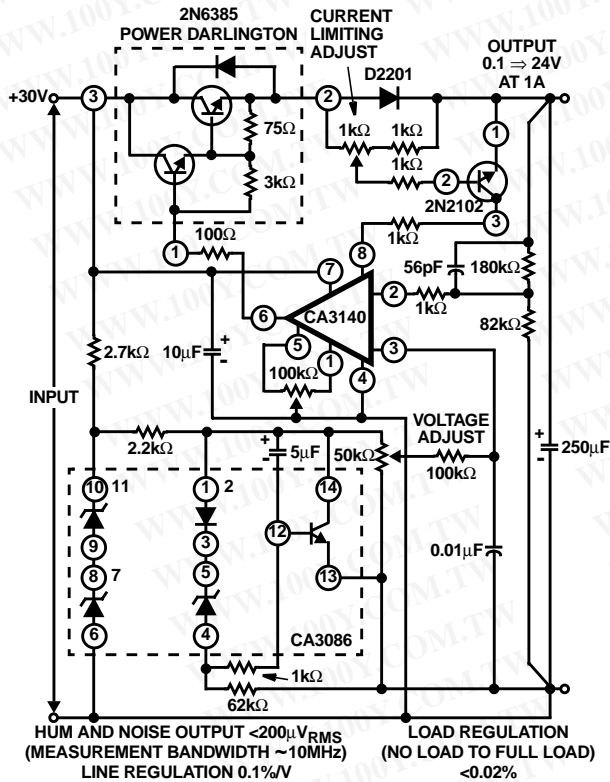 2N6385
POWER DARLINGTON
CURRENT
LIMITING
ADJUST
OUTPUT
0.1 ⇒ 24V
AT 1A
D2201
+30V
3
2
75Ω
3kΩ
1kΩ
1kΩ
1kΩ
1
2
2N2102
3
1
100Ω
1kΩ
8
7
56pF
180kΩ
6
CA3140
2
1kΩ
82kΩ
5
1
3
4
2.7kΩ
10μF
+
-
100kΩ
INPUT
VOLTAGE
ADJUST
2.2kΩ
+
-
5μF
50kΩ
100kΩ
+
-
250μF
10
11
1
2
14
9
3
12
8
7
5
13
0.01μF
6
4
CA3086
1kΩ
62kΩ
HUM AND NOISE OUTPUT <200μVRMS
(MEASUREMENT BANDWIDTH ~10MHz)
LINE REGULATION 0.1%/V
LOAD REGULATION
(NO LOAD TO FULL LOAD)
<0.02%
WWW.100Y.COM.TW